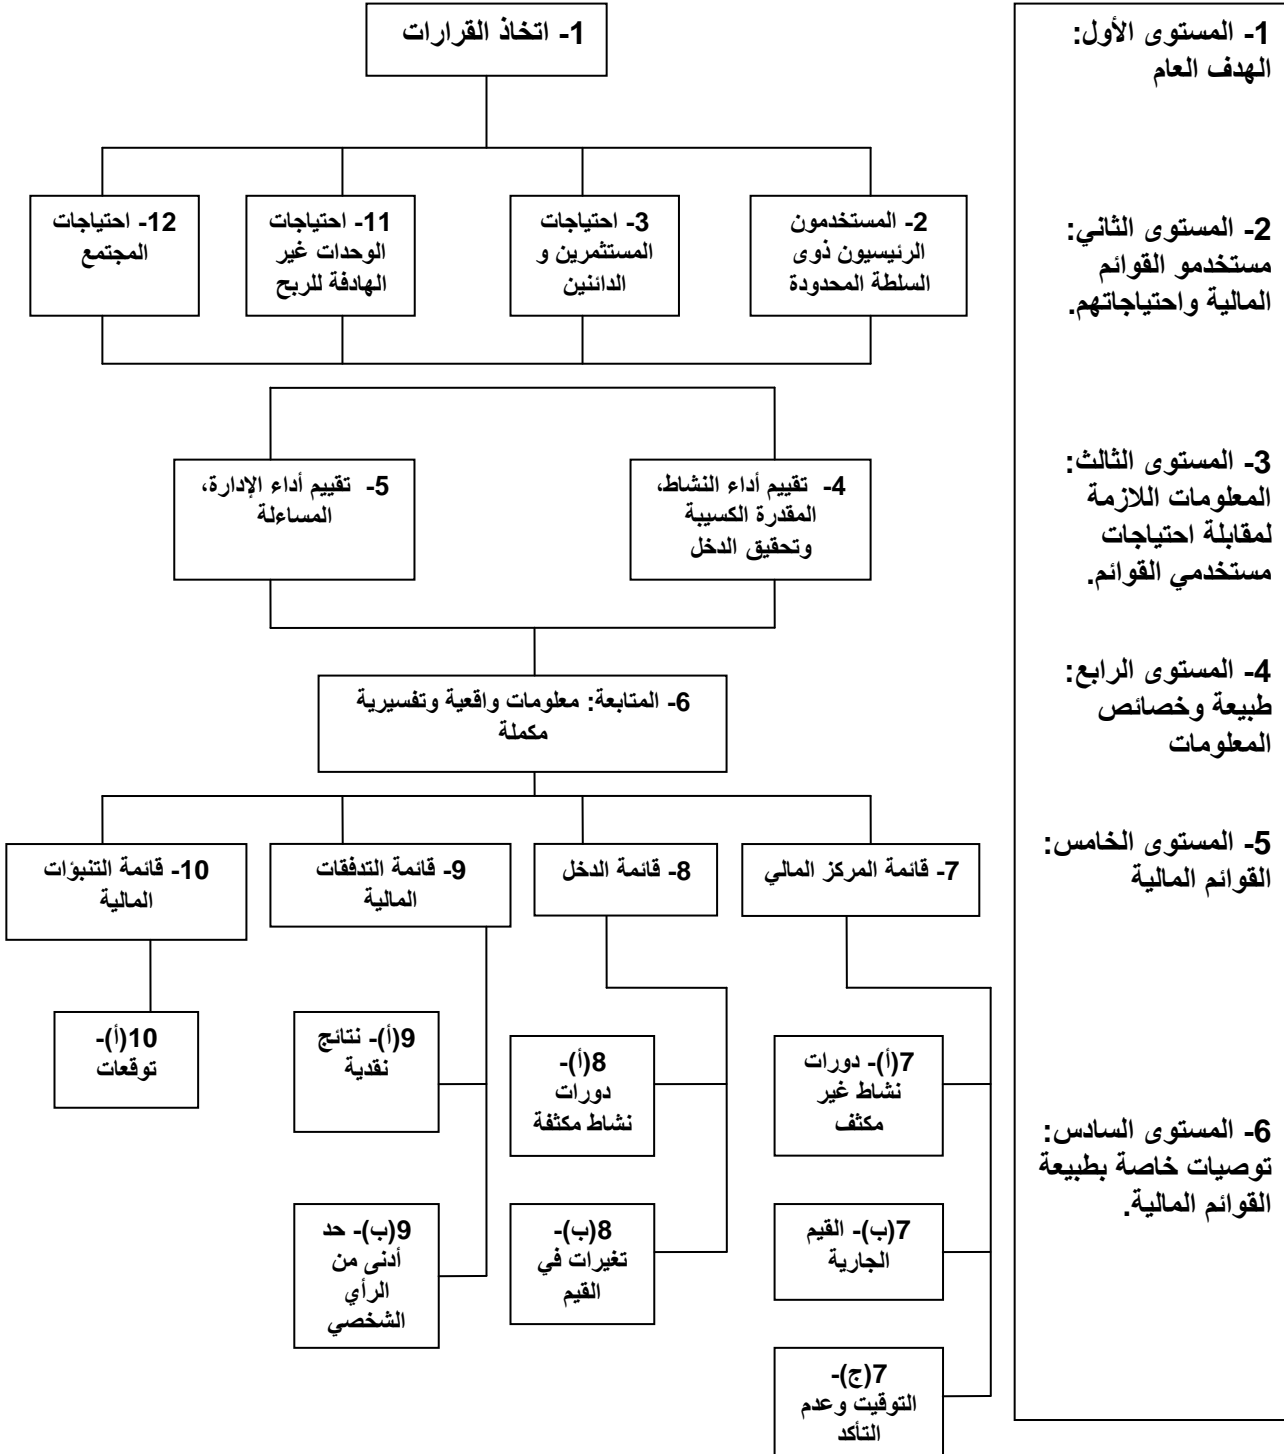 1- اتخاذ القرارات
2- المستخدمون
الرئيسيون ذوى
السلطة المحدودة
3- احتياجات
المستثمرين و
الدائنين
11- احتياجات
الوحدات غير
الهادفة للربح
12- احتياجات
المجتمع
4- تقييم أداء النشاط،
المقدرة الكسيبة
وتحقيق الدخل
5- تقييم أداء الإدارة،
المساءلة
6- المتابعة: معلومات واقعية وتفسيرية
مكملة
7- قائمة المركز المالي
8- قائمة الدخل
9- قائمة التدفقات
المالية
10- قائمة التنبؤات
المالية
7(أ)- دورات
نشاط غير
مكثف
7(ب)- القيم
الجارية
7(ج)-
التوقيت وعدم
التأكد
8(أ)-
دورات
نشاط مكثفة
8(ب)-
تغيرات في
القيم
9(أ)- نتائج
نقدية
9(ب)- حد
أدنى من
الرأي
الشخصي
10(أ)-
توقعات
1- المستوى الأول:
الهدف العام
2- المستوى الثاني:
مستخدمو القوائم
المالية واحتياجاتهم.
3- المستوى الثالث:
المعلومات اللازمة
لمقابلة احتياجات
مستخدمي القوائم.
4- المستوى الرابع:
طبيعة وخصائص
المعلومات
5- المستوى الخامس:
القوائم المالية
6- المستوى السادس:
توصيات خاصة بطبيعة
القوائم المالية.